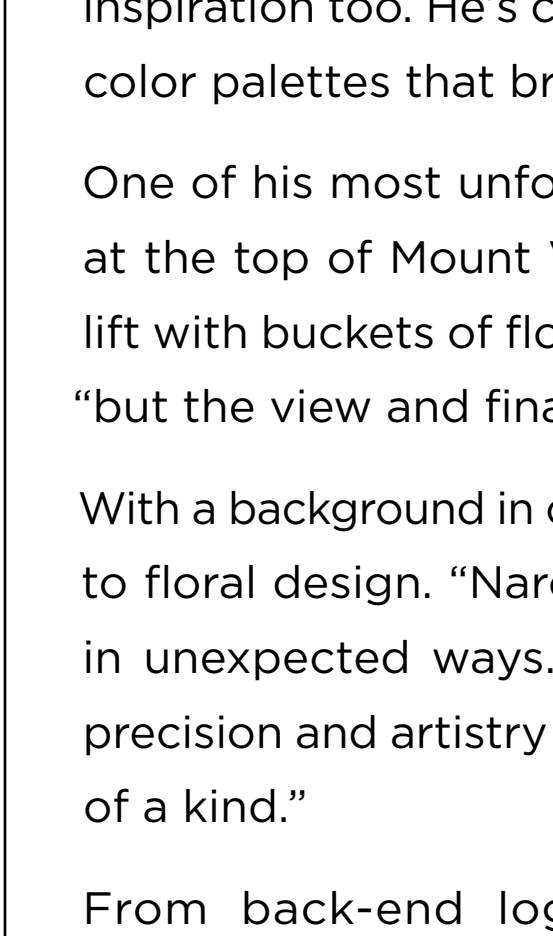 inspiration too. He's c
color palettes that br
One of his most unfo
at the top of Mount
lift with buckets of flo
“but the view and fina
With a background in
to floral design. “Nar
in unexpected ways.
precision and artistry
of a kind.”
From back-end log